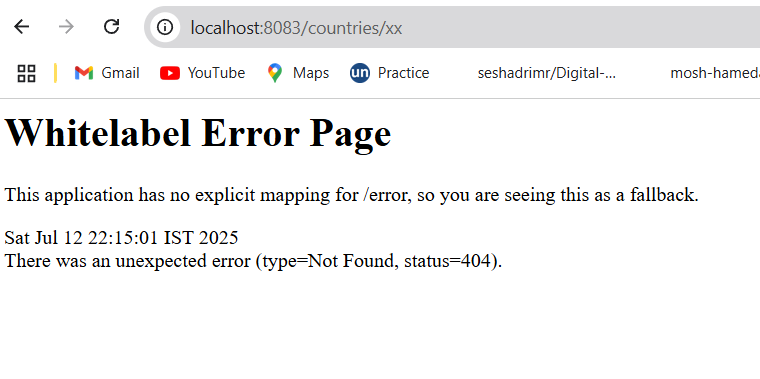 localhost:8083/countries/xx
Gmail YouTube Maps un Practice seshadrimr/Digital-... mosh-hameda
Whitelabel Error Page
This application has no explicit mapping for /error, so you are seeing this as a fallback.
Sat Jul 12 22:15:01 IST 2025
There was an unexpected error (type=Not Found, status=404).